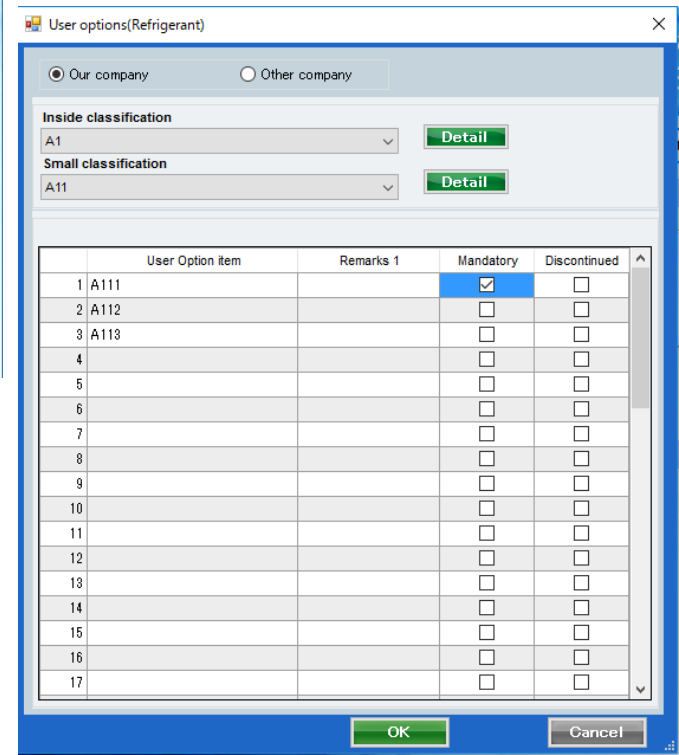 User options(Refrigerant)
Our company Other company
Inside classification
A1 Detail
Small classification
A11 Detail
User Option item Remarks 1 Mandatory Discontinued
1 A111
2 A112
3 A113
4
5
6
7
8
9
10
11
12
13
14
15
16
17
OK Cancel